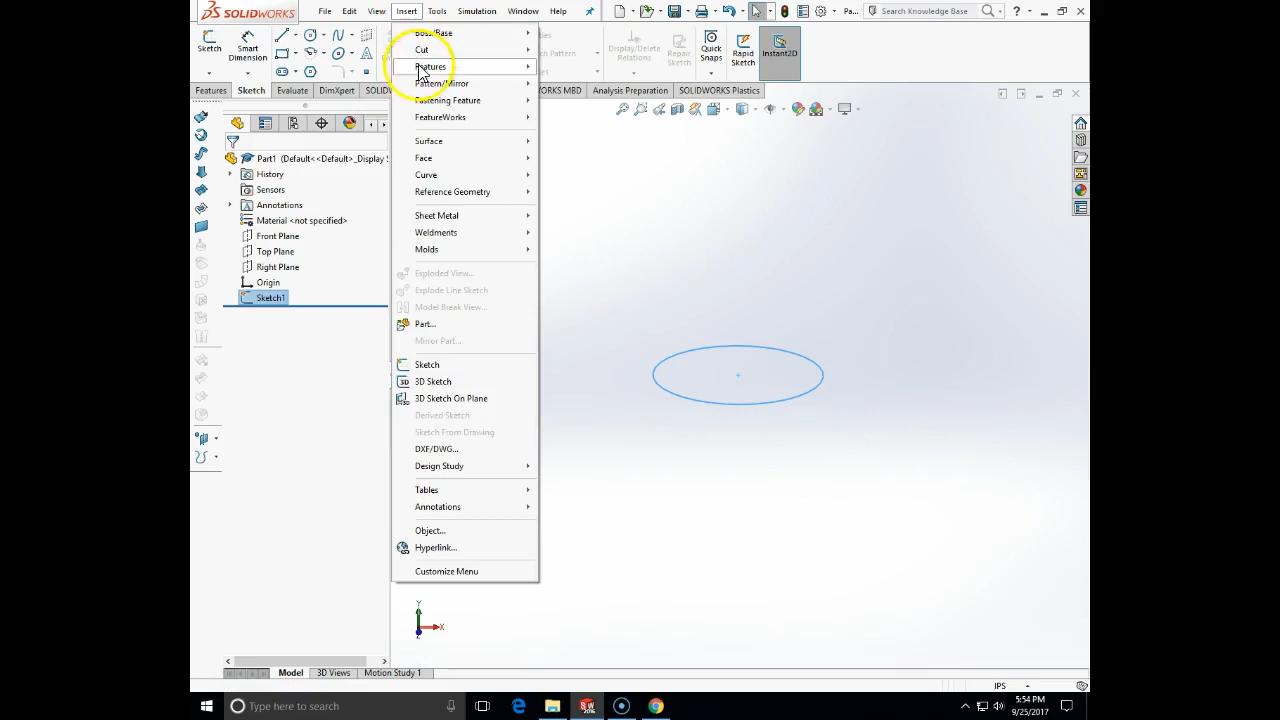 SOLIDWORKS File Edit View Insert Tools Simulation Window Help Pa... Search Knowledge Base ?
Sketch Smart Dimension Display/Delete Relations Repair Sketch Quick Snaps Rapid Sketch Instant2D
Features Sketch Evaluate DimXpert SOLID ORKS MBD Analysis Preparation SOLIDWORKS Plastics
Part1 (Default<<Default>_Display S
History
Sensors
Annotations
Material <not specified>
Front Plane
Top Plane
Right Plane
Origin
Sketch1
Boss/Base
Cut
Features
Pattern/Mirror
Fastening Feature
FeatureWorks
Surface
Face
Curve
Reference Geometry
Sheet Metal
Weldments
Molds
Exploded View...
Explode Line Sketch
Model Break View...
Part...
Mirror Part...
Sketch
3D Sketch
3D Sketch On Plane
Derived Sketch
Sketch From Drawing
DXF/DWG...
Design Study
Tables
Annotations
Object...
Hyperlink...
Customize Menu
Y
X
Z
Model 3D Views Motion Study 1
IPS
Type here to search
5:54 PM
9/25/2017